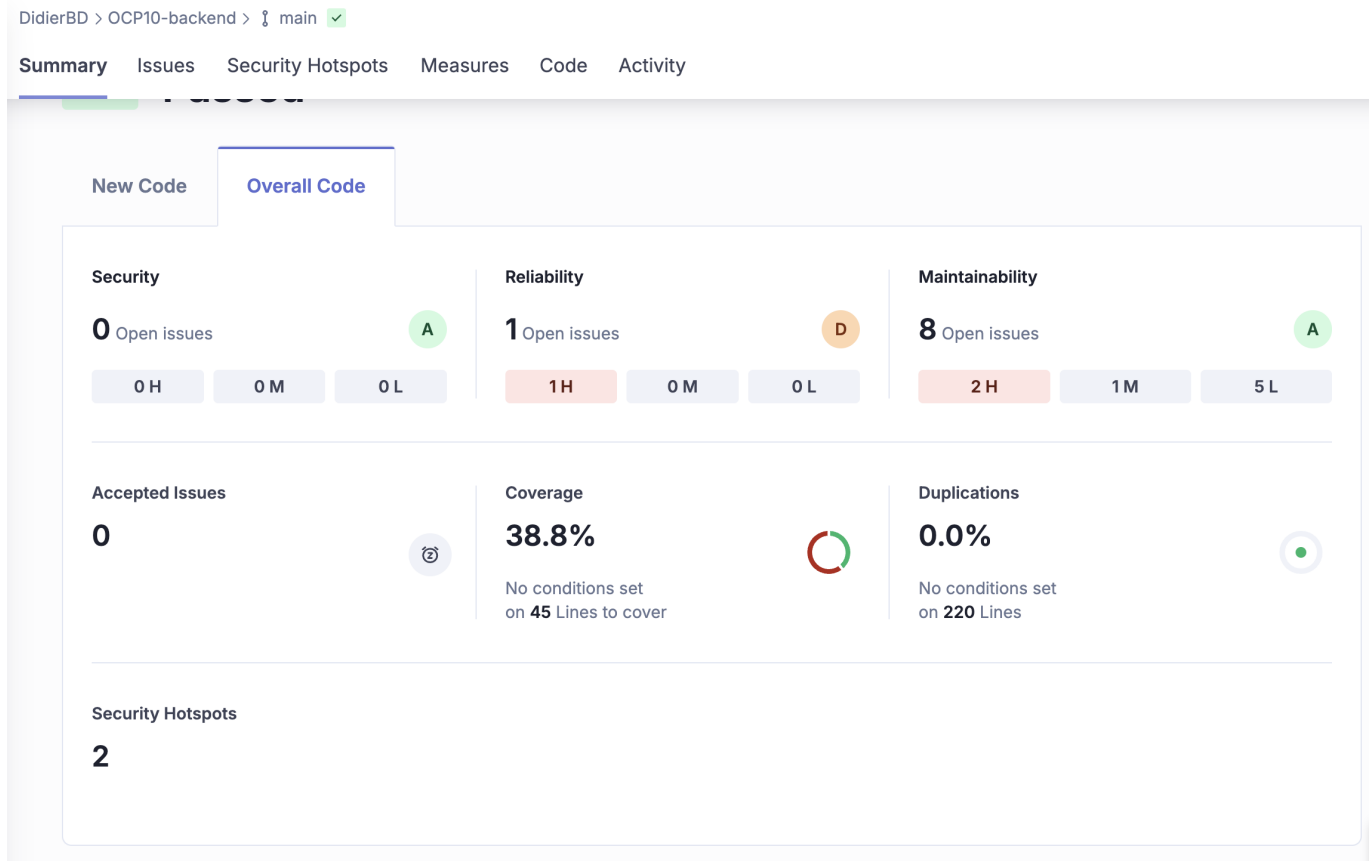 DidierBD > OCP10-backend > main
Summary Issues Security Hotspots Measures Code Activity
Passed
New Code Overall Code
Security Reliability Maintainability
0 Open issues A 1 Open issues D 8 Open issues A
0 H 0 M 0 L 1 H 0 M 0 L 2 H 1 M 5 L
Accepted Issues Coverage Duplications
0 38.8% 0.0%
No conditions set No conditions set
on 45 Lines to cover on 220 Lines
Security Hotspots
2